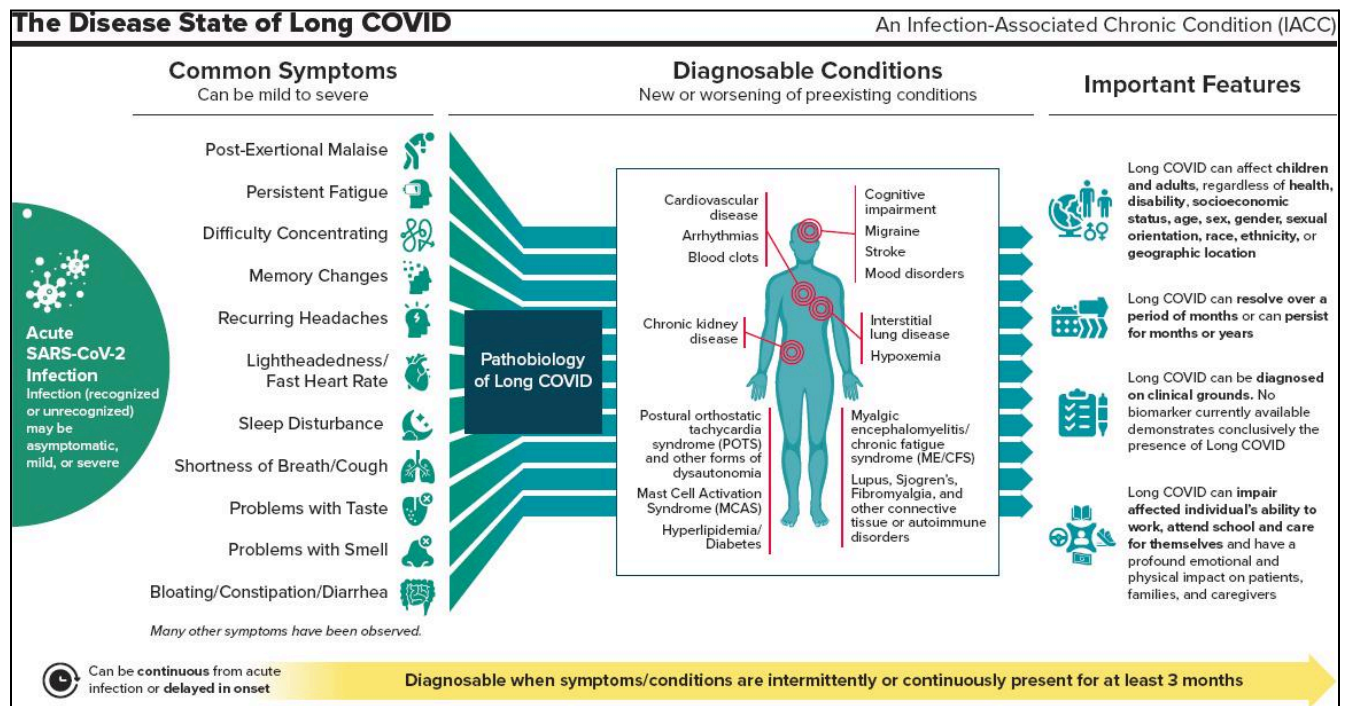 The Disease State of Long COVID
An Infection-Associated Chronic Condition (IACC)
Common Symptoms
Can be mild to severe
Diagnosable Conditions
New or worsening of preexisting conditions
Important Features
Acute
SARS-CoV-2
Infection
Infection (recognized
or unrecognized)
may be
asymptomatic,
mild, or severe
Post-Exertional Malaise
Persistent Fatigue
Difficulty Concentrating
Memory Changes
Recurring Headaches
Lightheadedness/
Fast Heart Rate
Sleep Disturbance
Shortness of Breath/Cough
Problems with Taste
Problems with Smell
Bloating/Constipation/Diarrhea
Many other symptoms have been observed.
Pathobiology
of Long COVID
Cardiovascular
disease
Arrhythmias
Blood clots
Cognitive
impairment
Migraine
Stroke
Mood disorders
Chronic kidney
disease
Interstitial
lung disease
Hypoxemia
Postural orthostatic
tachycardia
syndrome (POTS)
and other forms of
dysautonomia
Mast Cell Activation
Syndrome (MCAS)
Hyperlipidemia/
Diabetes
Myalgic
encephalomyelitis/
chronic fatigue
syndrome (ME/CFS)
Lupus, Sjogren's,
Fibromyalgia, and
other connective
tissue or autoimmune
disorders
Long COVID can affect children
and adults, regardless of health,
disability, socioeconomic
status, age, sex, gender, sexual
orientation, race, ethnicity, or
geographic location
Long COVID can resolve over a
period of months or can persist
for months or years
Long COVID can be diagnosed
on clinical grounds. No
biomarker currently available
demonstrates conclusively the
presence of Long COVID
Long COVID can impair
affected individual's ability to
work, attend school and care
for themselves and have a
profound emotional and
physical impact on patients,
families, and caregivers
Can be continuous from acute
infection or delayed in onset
Diagnosable when symptoms/conditions are intermittently or continuously present for at least 3 months